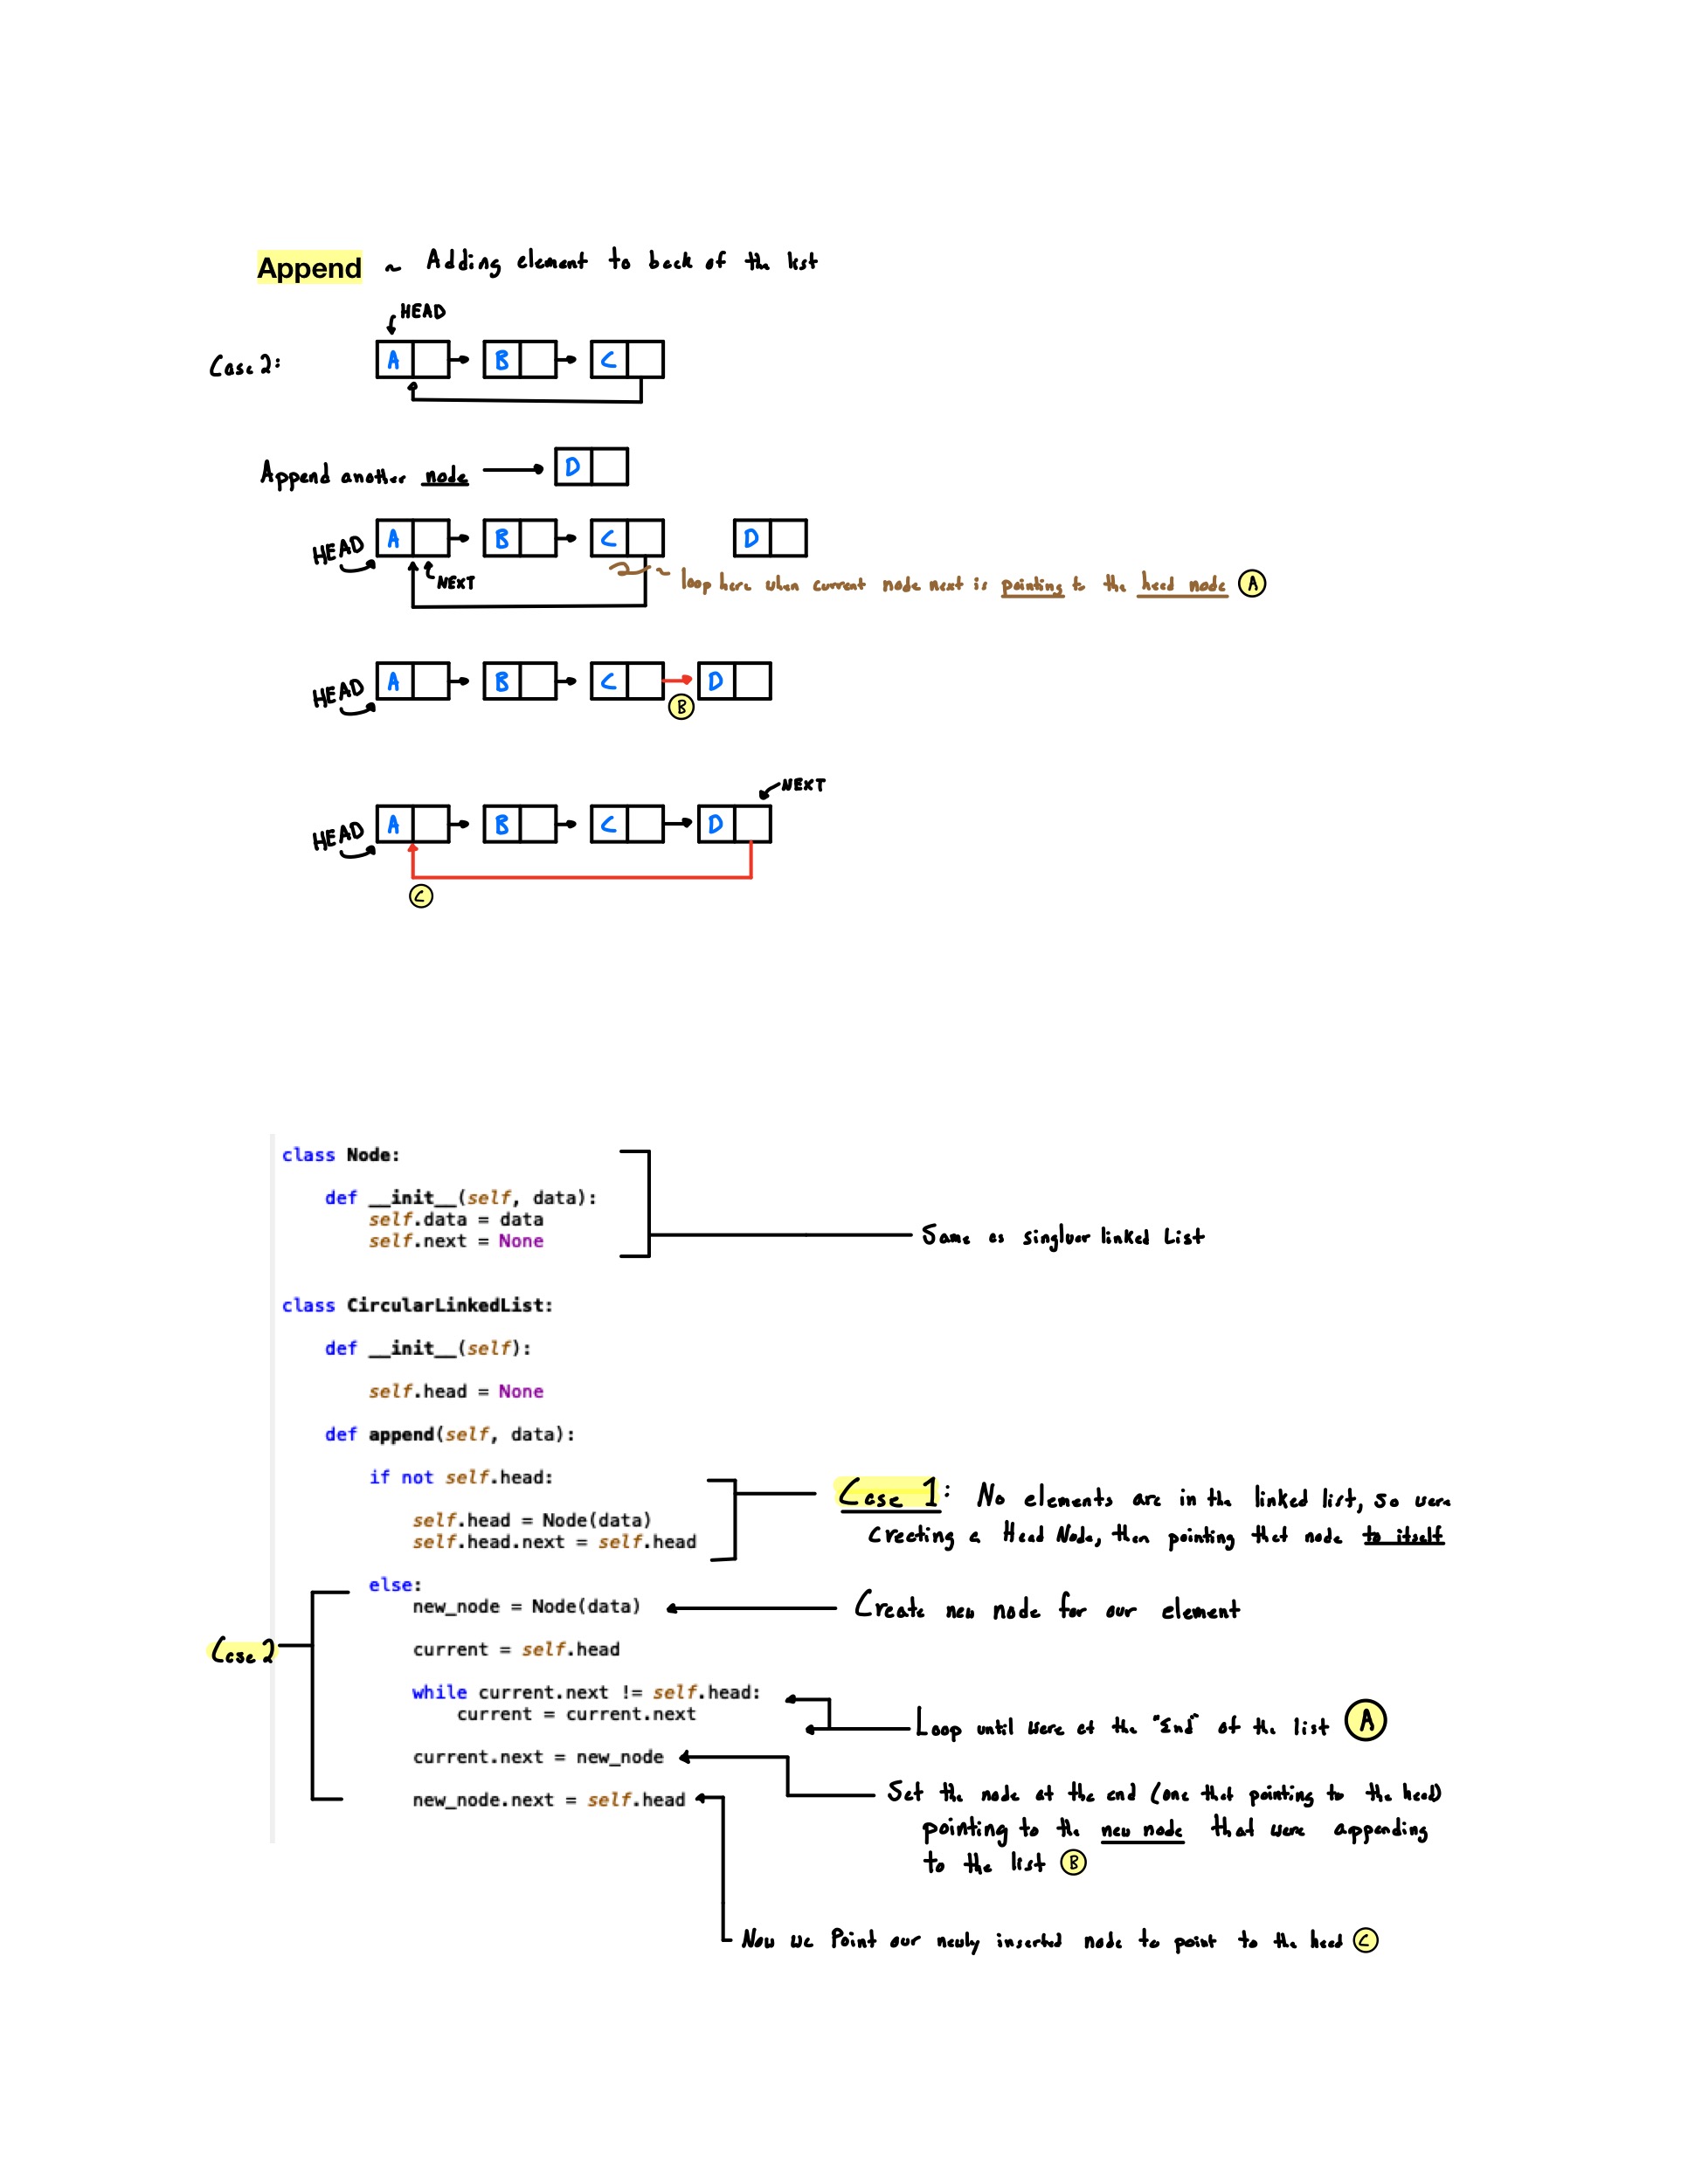 Append ~ Adding element to back of the list
HEAD
Case 2: A B C
Append another node D
HEAD A B C D
NEXT
loop here when current node next is pointing to the head node A
HEAD A B C D
B
NEXT
HEAD A B C D
C
class Node:
def __init__(self, data):
self.data = data
self.next = None
Same as singluar linked List
class CircularLinkedList:
def __init__(self):
self.head = None
def append(self, data):
if not self.head:
self.head = Node(data)
self.head.next = self.head
Case 1: No elements are in the linked list, so were
creating a Head Node, then pointing that node to itself
else:
new_node = Node(data)
Create new node for our element
Case 2
current = self.head
while current.next != self.head:
current = current.next
Loop until were at the "End" of the list A
current.next = new_node
Set the node at the end (one that pointing to the head)
pointing to the new node that were appending
to the list B
new_node.next = self.head
Now we Point our newly inserted node to point to the head C